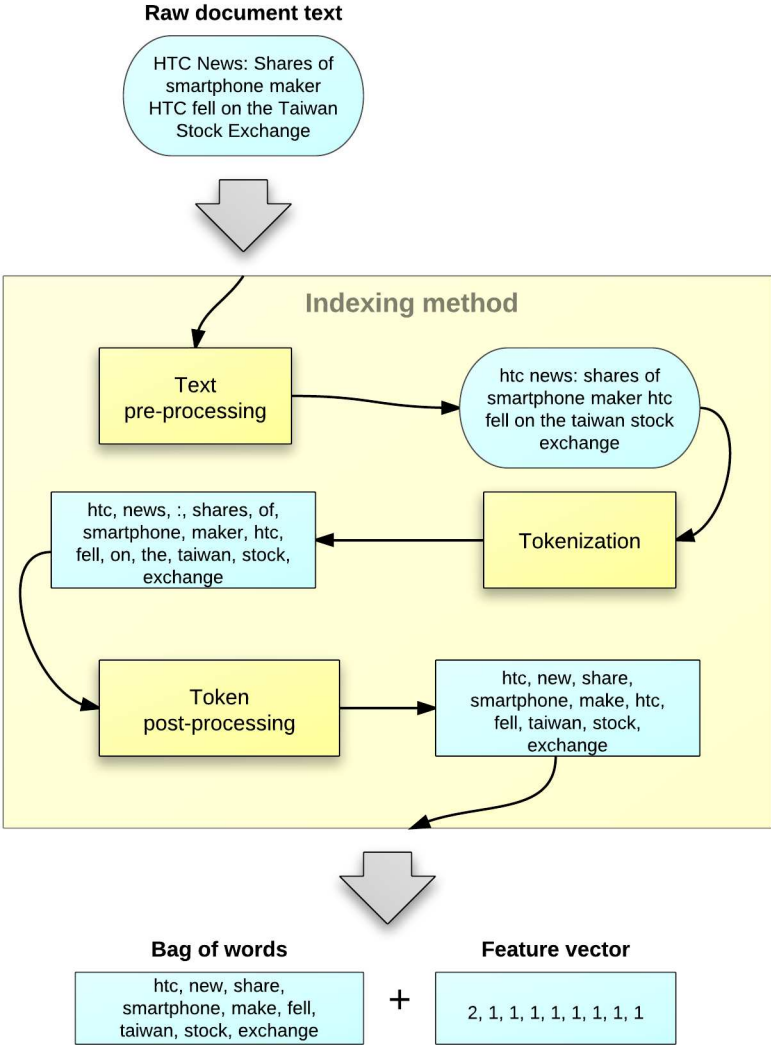 Raw document text
HTC News: Shares of
smartphone maker
HTC fell on the Taiwan
Stock Exchange
Indexing method
Text
pre-processing
htc news: shares of
smartphone maker htc
fell on the taiwan stock
exchange
Tokenization
htc, news, :, shares, of,
smartphone, maker, htc,
fell, on, the, taiwan, stock,
exchange
Token
post-processing
htc, new, share,
smartphone, make, htc,
fell, taiwan, stock,
exchange
Bag of words
htc, new, share,
smartphone, make, fell,
taiwan, stock, exchange
+
Feature vector
2, 1, 1, 1, 1, 1, 1, 1, 1